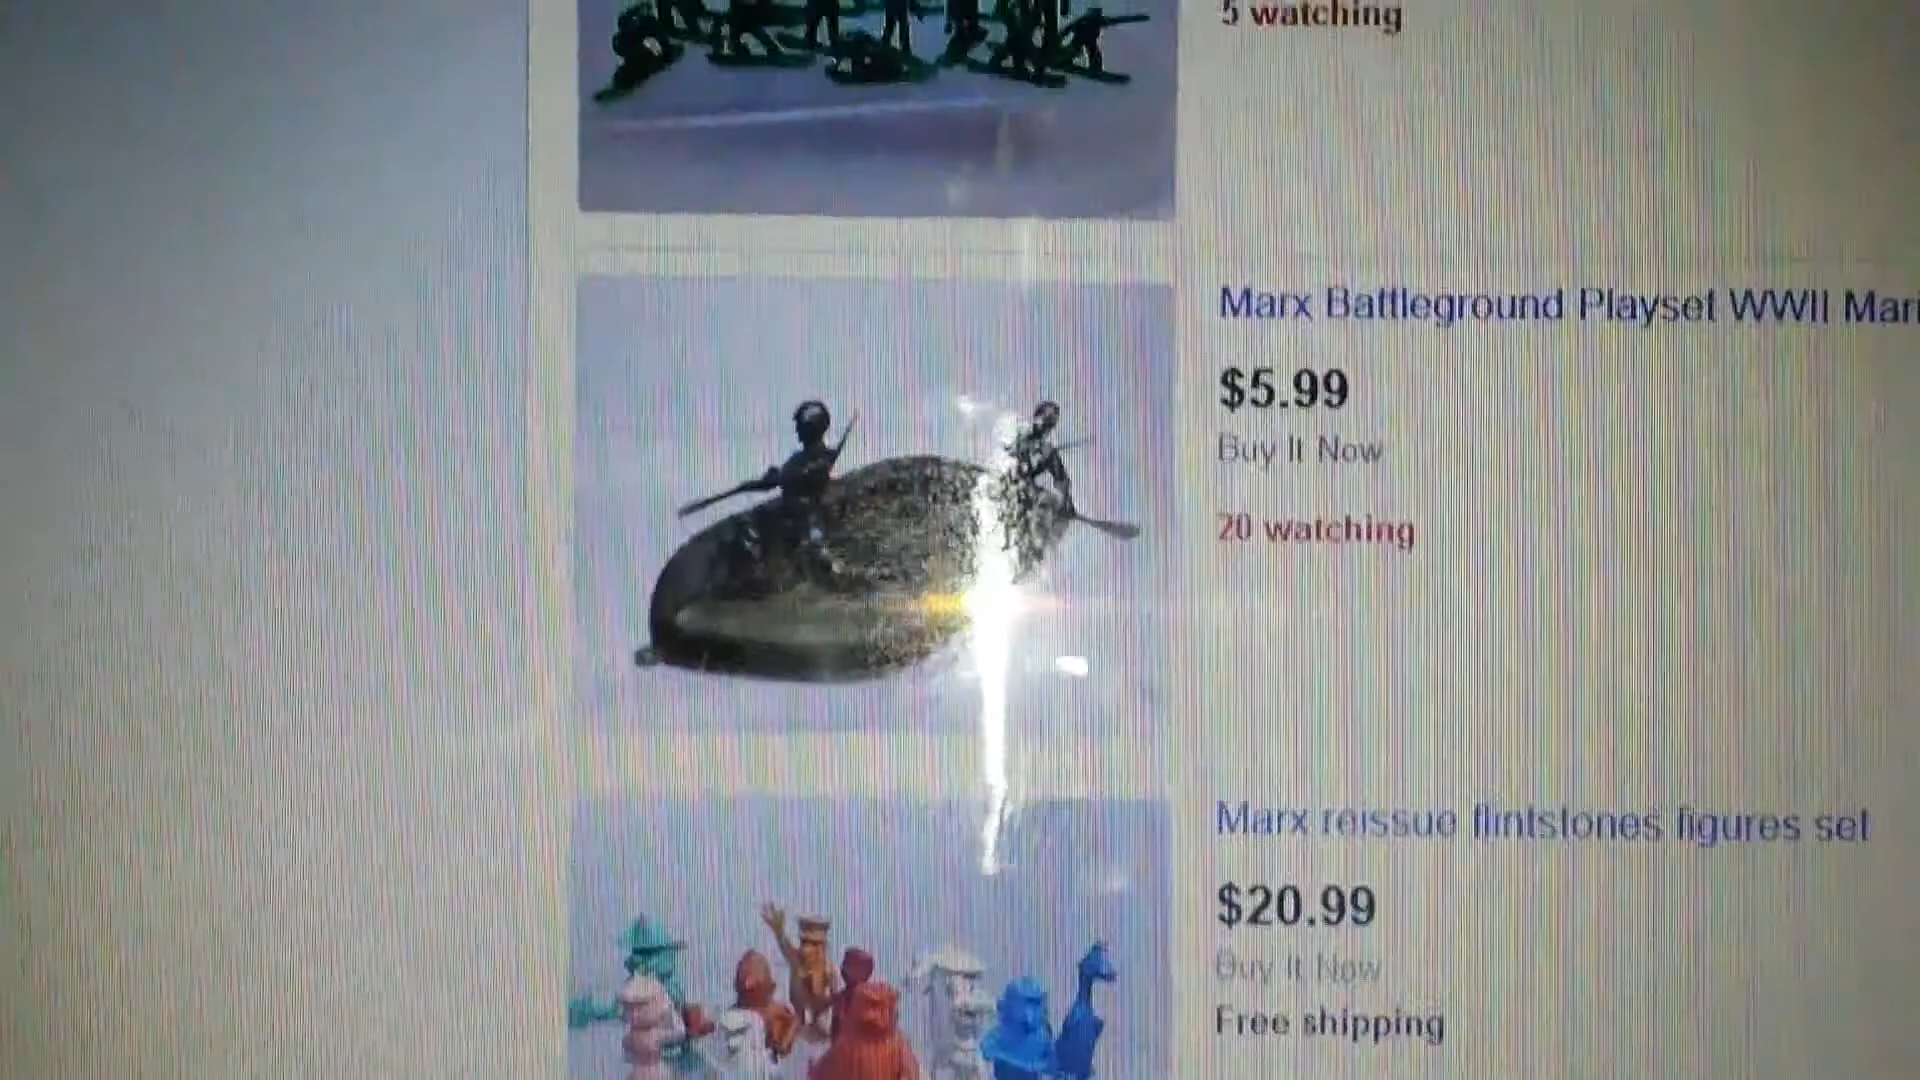 5 watching
Marx Battleground Playset WWII
$5.99
Buy It Now
20 watching
Marx reissue flintstones figures set
$20.99
Buy It Now
Free shipping